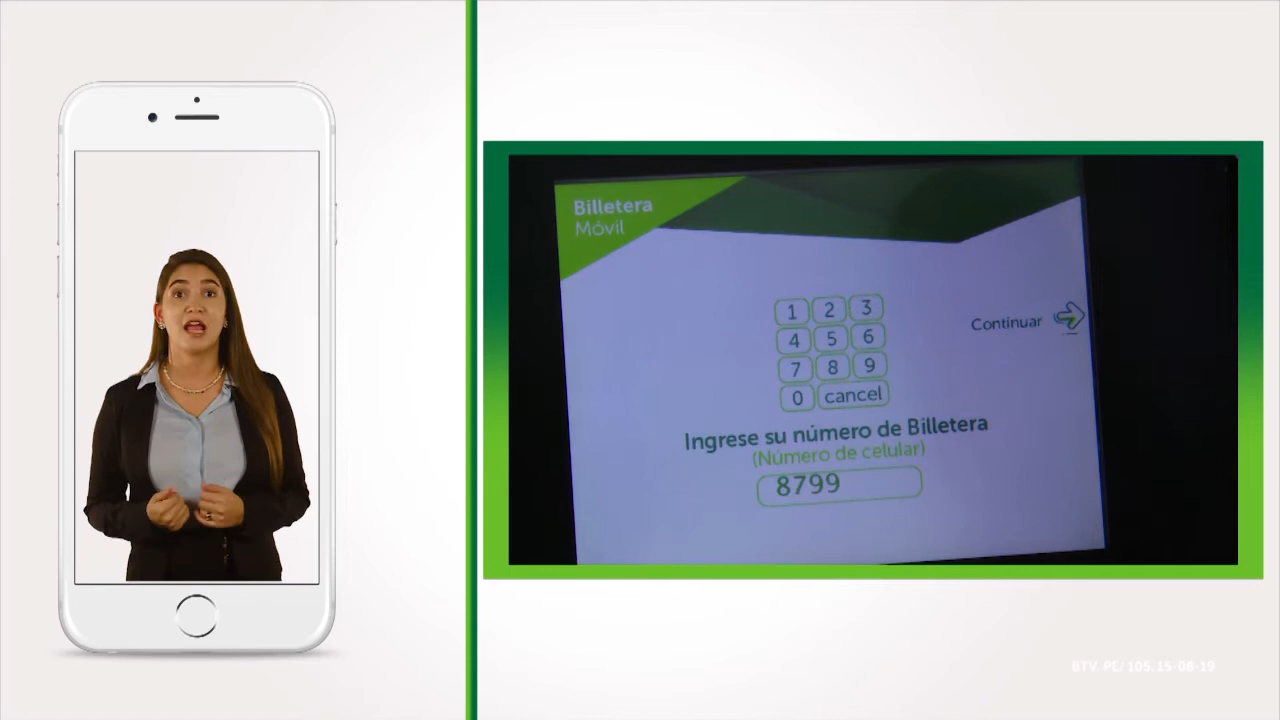 Billetera
Móvil
1 2 3
4 5 6
7 8 9
0 cancel
Continuar
Ingrese su número de Billetera
(Número de celular)
8799
BTV. PE/ 105. 15-08-19